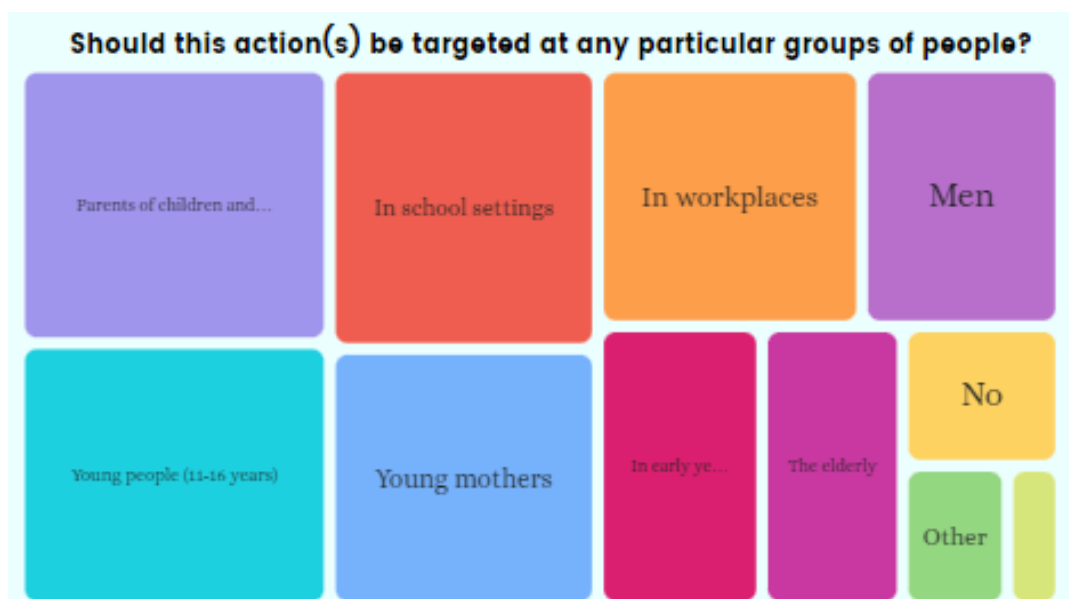 Should this action(s) be targeted at any particular groups of people?
Parents of children and...
In school settings
In workplaces
Men
Young people (11-16 years)
Young mothers
In early ye...
The elderly
No
Other